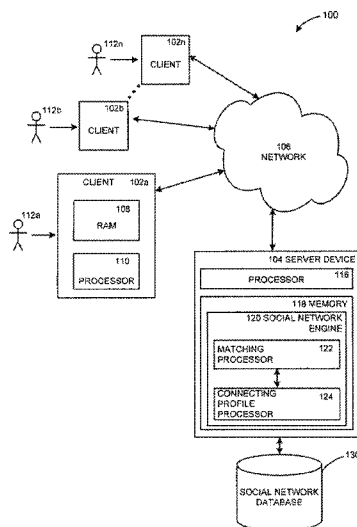 100
112n
102n
CLIENT
112b
102b
CLIENT
106
NETWORK
CLIENT
102a
108
RAM
112a
110
PROCESSOR
104 SERVER DEVICE
PROCESSOR
116
118 MEMORY
120 SOCIAL NETWORK
ENGINE
MATCHING
PROCESSOR
122
CONNECTING
PROFILE
PROCESSOR
124
130
SOCIAL NETWORK
DATABASE